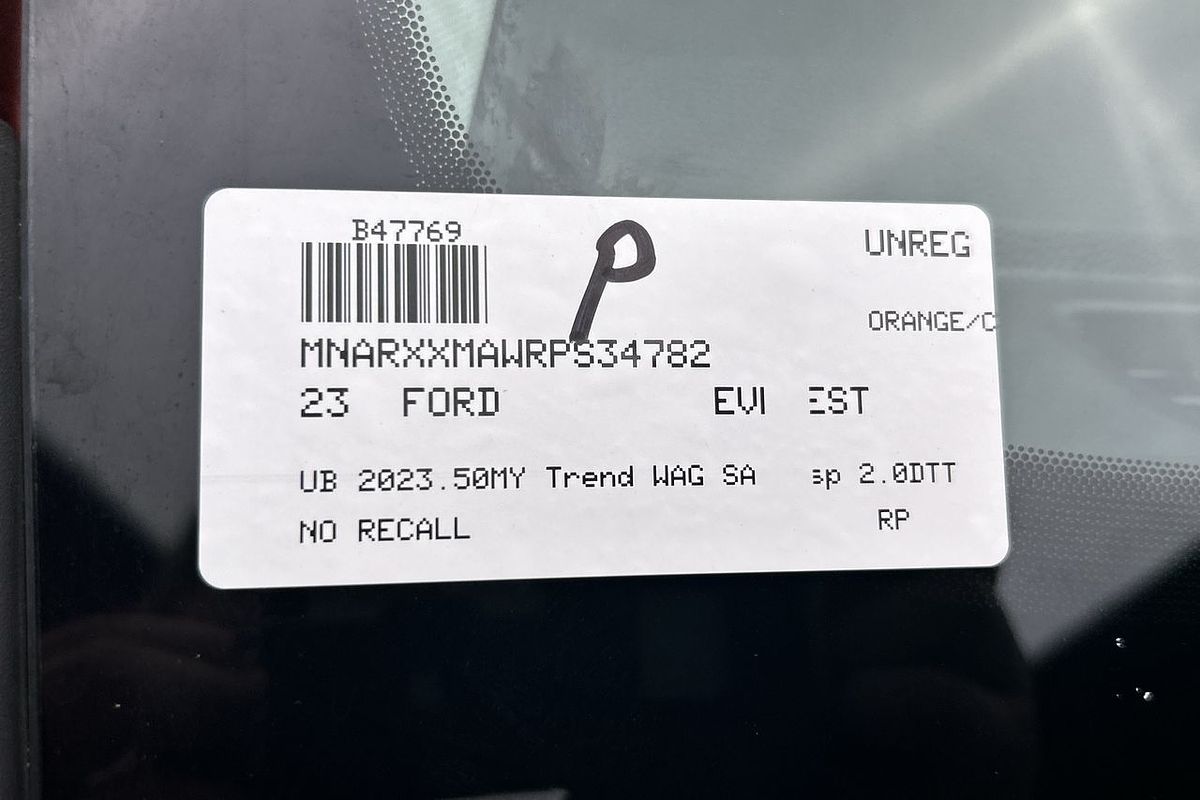 B47769
P
UNREG
ORANGE/C
MNARXXMAWRPS34782
23 FORD EVI EST
UB 2023.50MY Trend WAG SA sp 2.0DTT
NO RECALL RP